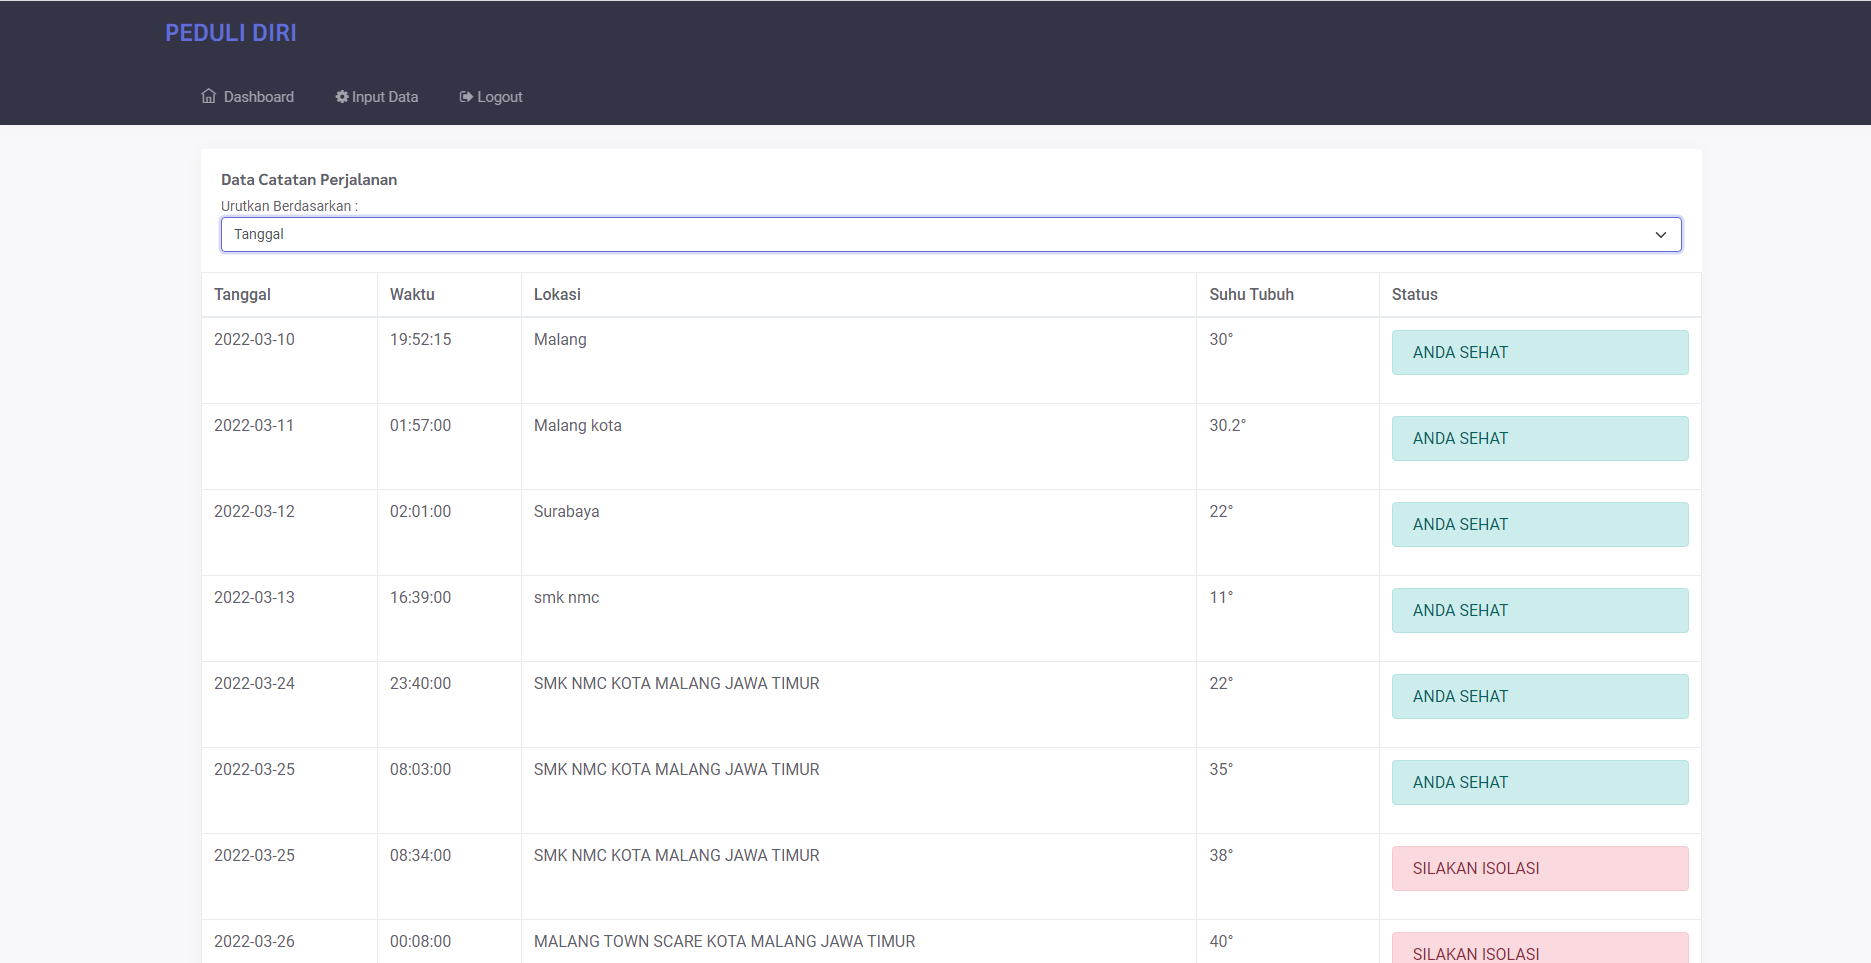 PEDULI DIRI
Dashboard Input Data Logout
Data Catatan Perjalanan
Urutkan Berdasarkan :
Tanggal
Tanggal Waktu Lokasi Suhu Tubuh Status
2022-03-10 19:52:15 Malang 30° ANDA SEHAT
2022-03-11 01:57:00 Malang kota 30.2° ANDA SEHAT
2022-03-12 02:01:00 Surabaya 22° ANDA SEHAT
2022-03-13 16:39:00 smk nmc 11° ANDA SEHAT
2022-03-24 23:40:00 SMK NMC KOTA MALANG JAWA TIMUR 22° ANDA SEHAT
2022-03-25 08:03:00 SMK NMC KOTA MALANG JAWA TIMUR 35° ANDA SEHAT
2022-03-25 08:34:00 SMK NMC KOTA MALANG JAWA TIMUR 38° SILAKAN ISOLASI
2022-03-26 00:08:00 MALANG TOWN SCARE KOTA MALANG JAWA TIMUR 40° SILAKAN ISOLASI